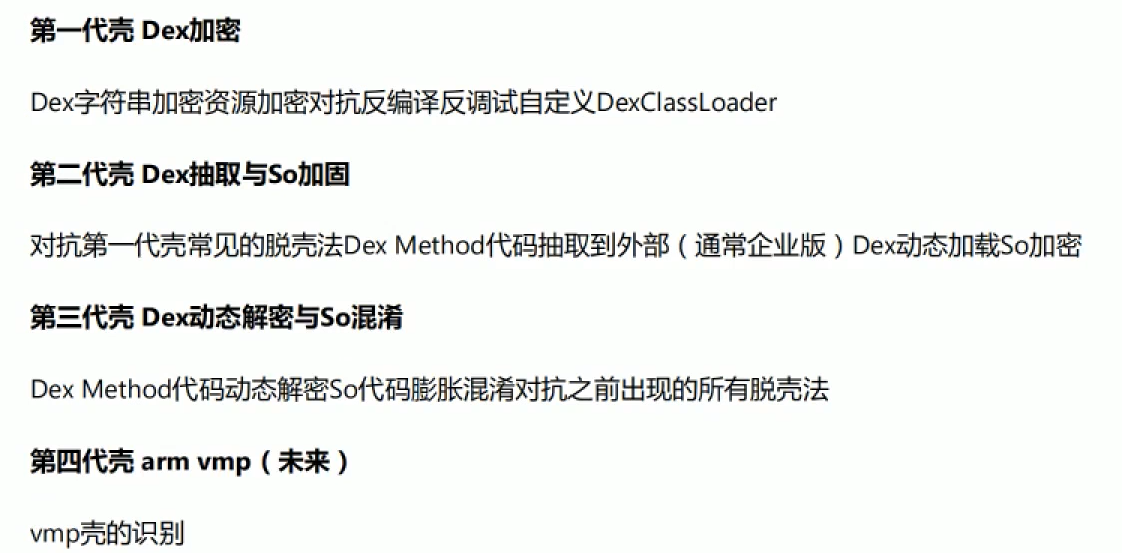 第一代壳 Dex加密
Dex字符串加密资源加密对抗反编译反调试自定义DexClassLoader
第二代壳 Dex抽取与So加固
对抗第一代壳常见的脱壳法Dex Method代码抽取到外部（通常企业版）Dex动态加载So加密
第三代壳 Dex动态解密与So混淆
Dex Method代码动态解密So代码膨胀混淆对抗之前出现的所有脱壳法
第四代壳 arm vmp（未来）
vmp壳的识别